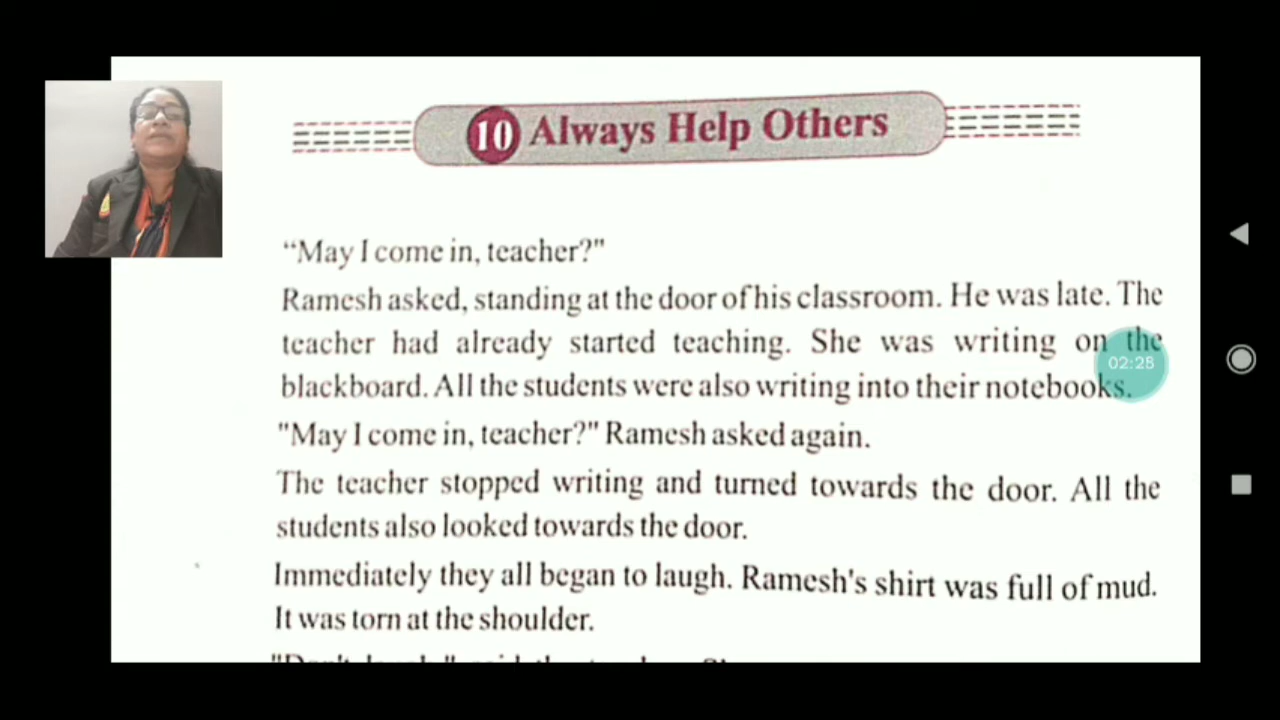 10 Always Help Others
“May I come in, teacher?"
Ramesh asked, standing at the door of his classroom. He was late. The
teacher had already started teaching. She was writing on the
blackboard. All the students were also writing into their notebooks.
02:28
"May I come in, teacher?" Ramesh asked again.
The teacher stopped writing and turned towards the door. All the
students also looked towards the door.
Immediately they all began to laugh. Ramesh's shirt was full of mud.
It was torn at the shoulder.